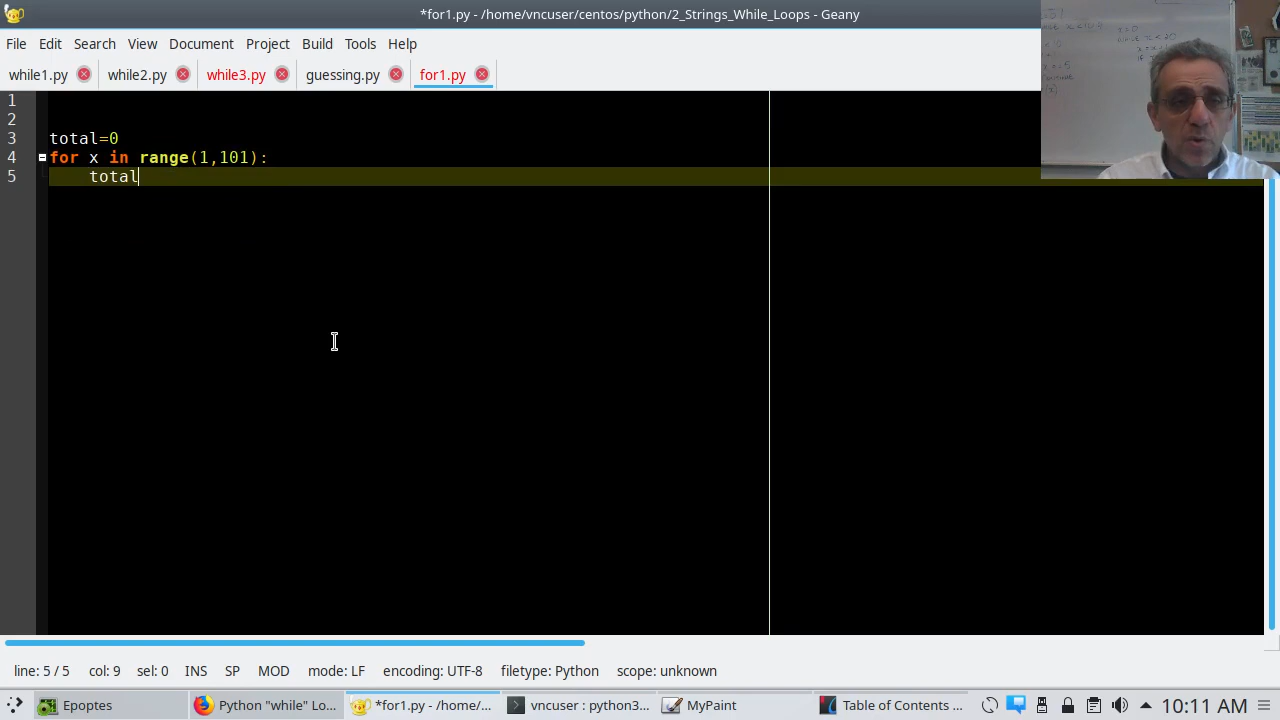 *for1.py - /home/vncuser/centos/python/2_Strings_While_Loops - Geany
File Edit Search View Document Project Build Tools Help
while1.py while2.py while3.py guessing.py for1.py
1
2
3 total=0
4 for x in range(1,101):
5 total
line: 5 / 5 col: 9 sel: 0 INS SP MOD mode: LF encoding: UTF-8 filetype: Python scope: unknown
Epoptes Python "while" Lo... *for1.py - /home/... vncuser : python3... MyPaint Table of Contents ... 10:11 AM